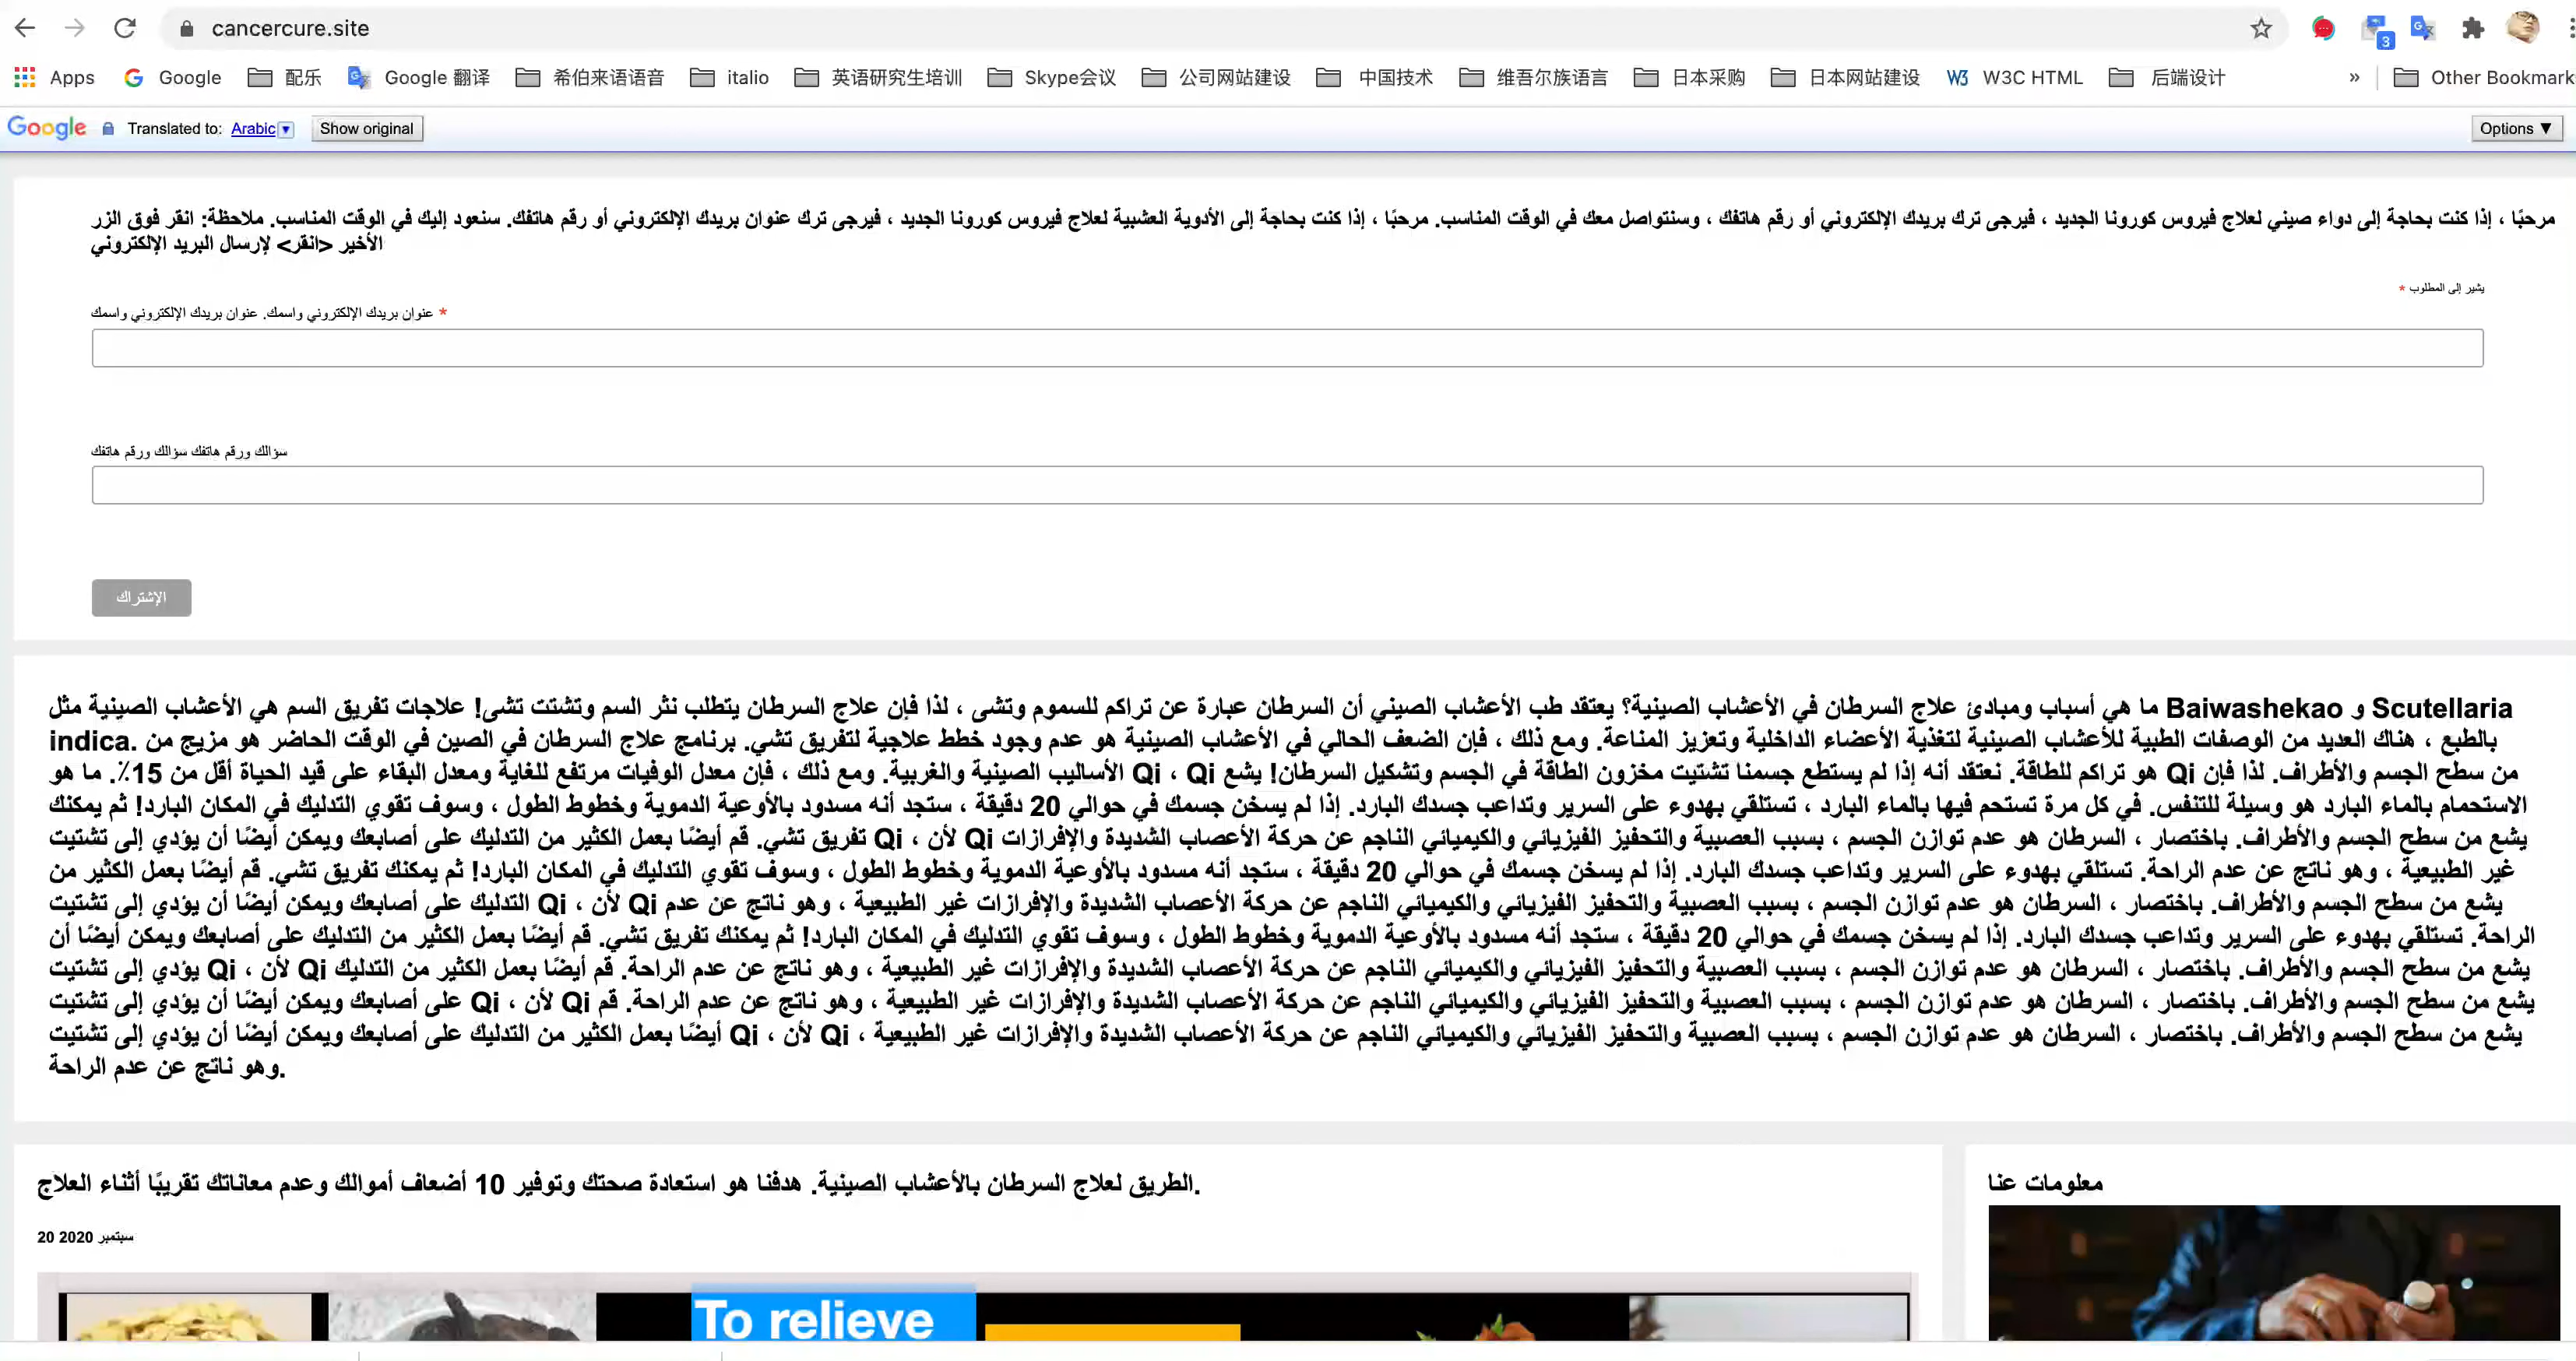 cancercure.site
3
Apps Google 配乐 Google 翻译 希伯来语语音 italio 英语研究生培训 Skype会议 公司网站建设 中国技术 维吾尔族语言 日本采购 日本网站建设 W3C HTML 后端设计 » Other Bookmark
Google Translated to: Arabic Show original Options ▼
مرحبًا ، إذا كنت بحاجة إلى دواء صيني لعلاج فيروس كورونا الجديد ، فيرجى ترك بريدك الإلكتروني أو رقم هاتفك ، وسنتواصل معك في الوقت المناسب. مرحبًا ، إذا كنت بحاجة إلى الأدوية العشبية لعلاج فيروس كورونا الجديد ، فيرجى ترك عنوان بريدك الإلكتروني أو رقم هاتفك. سنعود إليك في الوقت المناسب. ملاحظة: انقر فوق الزر
الأخير <انقر> لإرسال البريد الإلكتروني
يشير إلى المطلوب *
عنوان بريدك الإلكتروني واسمك. عنوان بريدك الإلكتروني واسمك *
سؤالك ورقم هاتفك سؤالك ورقم هاتفك
الإشتراك
ما هي أسباب ومبادئ علاج السرطان في الأعشاب الصينية؟ يعتقد طب الأعشاب الصيني أن السرطان عبارة عن تراكم للسموم وتشى ، لذا فإن علاج السرطان يتطلب نثر السم وتشتت تشى! علاجات تفريق السم هي الأعشاب الصينية مثل Baiwashekao و Scutellaria
indica. بالطبع ، هناك العديد من الوصفات الطبية للأعشاب الصينية لتغذية الأعضاء الداخلية وتعزيز المناعة. ومع ذلك ، فإن الضعف الحالي في الأعشاب الصينية هو عدم وجود خطط علاجية لتفريق تشي. برنامج علاج السرطان في الصين في الوقت الحاضر هو مزيج من
الأساليب الصينية والغربية. ومع ذلك ، فإن معدل الوفيات مرتفع للغاية ومعدل البقاء على قيد الحياة أقل من 15٪. ما هو Qi ، Qi هو تراكم للطاقة. نعتقد أنه إذا لم يستطع جسمنا تشتيت مخزون الطاقة في الجسم وتشكيل السرطان! يشع Qi من سطح الجسم والأطراف. لذا فإن
الاستحمام بالماء البارد هو وسيلة للتنفس. في كل مرة تستحم فيها بالماء البارد ، تستلقي بهدوء على السرير وتداعب جسدك البارد. إذا لم يسخن جسمك في حوالي 20 دقيقة ، ستجد أنه مسدود بالأوعية الدموية وخطوط الطول ، وسوف تقوي التدليك في المكان البارد! ثم يمكنك
تفريق تشي. قم أيضًا بعمل الكثير من التدليك على أصابعك ويمكن أيضًا أن يؤدي إلى تشتيت Qi ، لأن Qi يشع من سطح الجسم والأطراف. باختصار ، السرطان هو عدم توازن الجسم ، بسبب العصبية والتحفيز الفيزيائي والكيميائي الناجم عن حركة الأعصاب الشديدة والإفرازات
غير الطبيعية ، وهو ناتج عن عدم الراحة. تستلقي بهدوء على السرير وتداعب جسدك البارد. إذا لم يسخن جسمك في حوالي 20 دقيقة ، ستجد أنه مسدود بالأوعية الدموية وخطوط الطول ، وسوف تقوي التدليك في المكان البارد! ثم يمكنك تفريق تشي. قم أيضًا بعمل الكثير من
التدليك على أصابعك ويمكن أيضًا أن يؤدي إلى تشتيت Qi ، لأن Qi يشع من سطح الجسم والأطراف. باختصار ، السرطان هو عدم توازن الجسم ، بسبب العصبية والتحفيز الفيزيائي والكيميائي الناجم عن حركة الأعصاب الشديدة والإفرازات غير الطبيعية ، وهو ناتج عن عدم
الراحة. تستلقي بهدوء على السرير وتداعب جسدك البارد. إذا لم يسخن جسمك في حوالي 20 دقيقة ، ستجد أنه مسدود بالأوعية الدموية وخطوط الطول ، وسوف تقوي التدليك في المكان البارد! ثم يمكنك تفريق تشي. قم أيضًا بعمل الكثير من التدليك على أصابعك ويمكن أيضًا أن
يؤدي إلى تشتيت Qi ، لأن Qi يشع من سطح الجسم والأطراف. باختصار ، السرطان هو عدم توازن الجسم ، بسبب العصبية والتحفيز الفيزيائي والكيميائي الناجم عن حركة الأعصاب الشديدة والإفرازات غير الطبيعية ، وهو ناتج عن عدم الراحة. قم أيضًا بعمل الكثير من التدليك
على أصابعك ويمكن أيضًا أن يؤدي إلى تشتيت Qi ، لأن Qi يشع من سطح الجسم والأطراف. باختصار ، السرطان هو عدم توازن الجسم ، بسبب العصبية والتحفيز الفيزيائي والكيميائي الناجم عن حركة الأعصاب الشديدة والإفرازات غير الطبيعية ، وهو ناتج عن عدم الراحة. قم
أيضًا بعمل الكثير من التدليك على أصابعك ويمكن أيضًا أن يؤدي إلى تشتيت Qi ، لأن Qi يشع من سطح الجسم والأطراف. باختصار ، السرطان هو عدم توازن الجسم ، بسبب العصبية والتحفيز الفيزيائي والكيميائي الناجم عن حركة الأعصاب الشديدة والإفرازات غير الطبيعية ،
وهو ناتج عن عدم الراحة.
الطريق لعلاج السرطان بالأعشاب الصينية. هدفنا هو استعادة صحتك وتوفير 10 أضعاف أموالك وعدم معاناتك تقريبًا أثناء العلاج.
معلومات عنا
20 سبتمبر 2020
To relieve